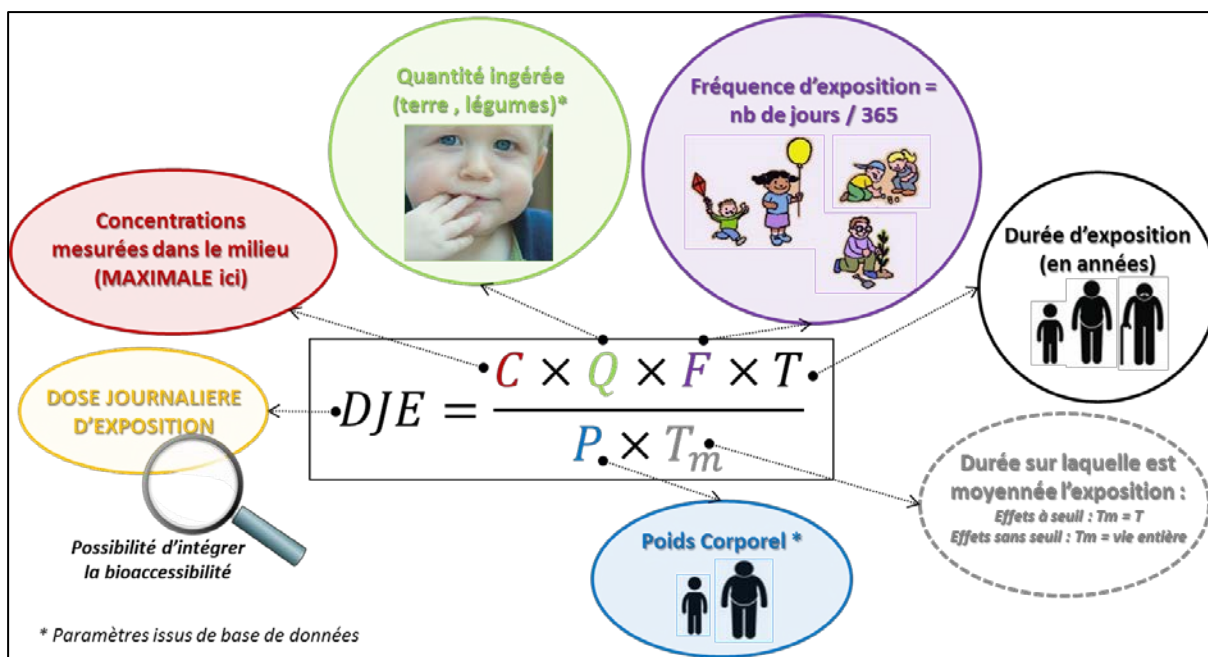 Quantité ingérée
(terre , légumes)*
Fréquence d'exposition =
nb de jours / 365
Concentrations
mesurées dans le milieu
(MAXIMALE ici)
Durée d'exposition
(en années)
DOSE JOURNALIERE
D'EXPOSITION
DJE = C × Q × F × T
P × Tm
Durée sur laquelle est
moyennée l'exposition :
Effets à seuil : Tm = T
Effets sans seuil : Tm = vie entière
Poids Corporel *
Possibilité d'intégrer
la bioaccessibilité
* Paramètres issus de base de données